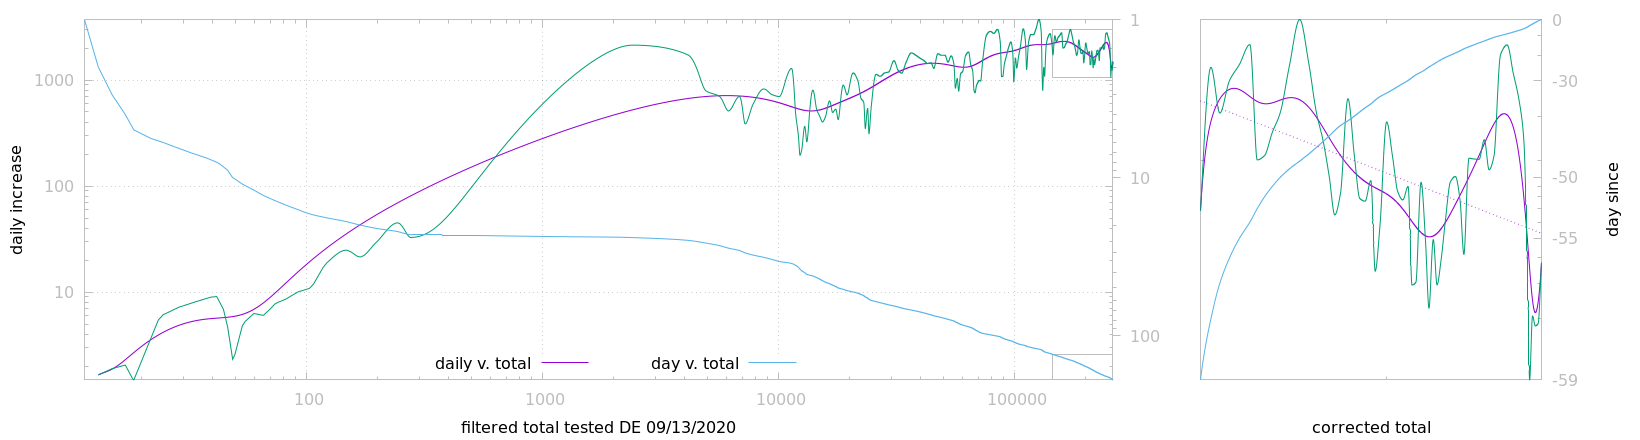 daily increase
1000
100
10
daily v. total
day v. total
100
1000
10000
100000
filtered total tested DE 09/13/2020
1
10
100
0
-30
-50
-55
-59
day since
corrected total